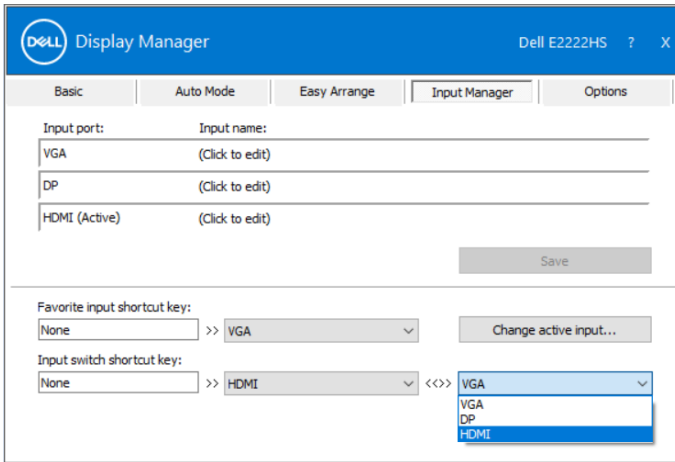 DELL Display Manager Dell E2222HS ? X
Basic Auto Mode Easy Arrange Input Manager Options
Input port: Input name:
VGA (Click to edit)
DP (Click to edit)
HDMI (Active) (Click to edit)
Save
Favorite input shortcut key:
None >> VGA Change active input...
Input switch shortcut key:
None >> HDMI <<>> VGA
VGA
DP
HDMI